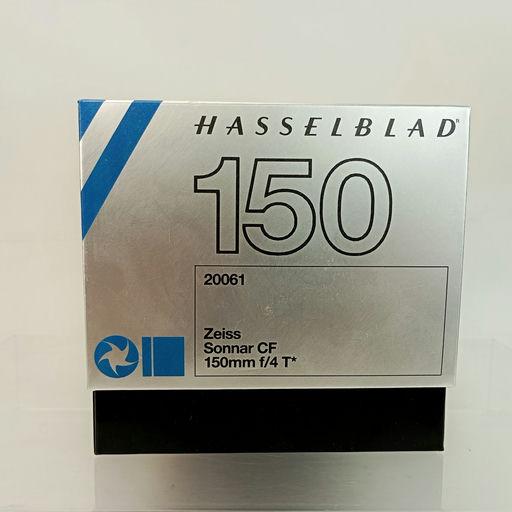 HASSELBLAD®
150
20061
Zeiss
Sonnar CF
150mm f/4 T*